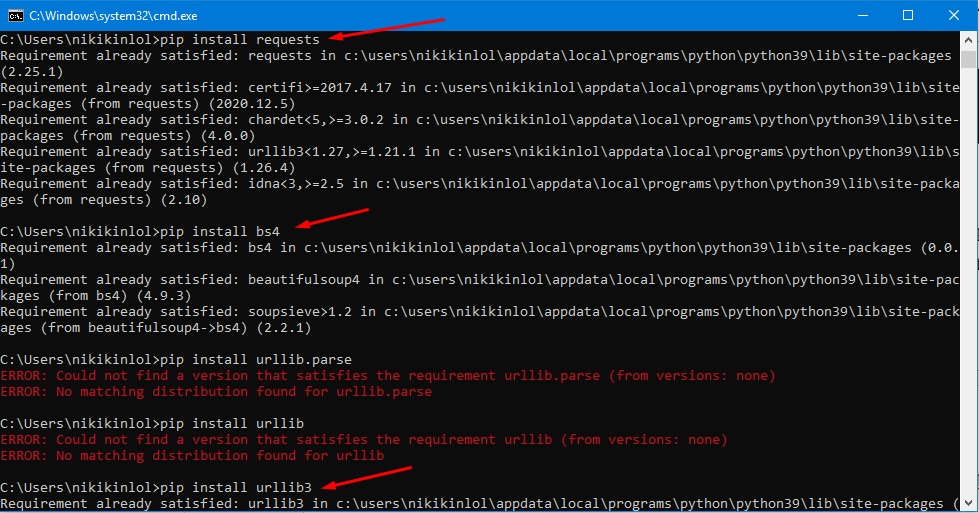 C:\Windows\system32\cmd.exe
C:\Users\nikikinlol>pip install requests
Requirement already satisfied: requests in c:\users\nikikinlol\appdata\local\programs\python\python39\lib\site-packages
(2.25.1)
Requirement already satisfied: certifi>=2017.4.17 in c:\users\nikikinlol\appdata\local\programs\python\python39\lib\site
-packages (from requests) (2020.12.5)
Requirement already satisfied: chardet<5,>=3.0.2 in c:\users\nikikinlol\appdata\local\programs\python\python39\lib\site-
packages (from requests) (4.0.0)
Requirement already satisfied: urllib3<1.27,>=1.21.1 in c:\users\nikikinlol\appdata\local\programs\python\python39\lib\s
ite-packages (from requests) (1.26.4)
Requirement already satisfied: idna<3,>=2.5 in c:\users\nikikinlol\appdata\local\programs\python\python39\lib\site-packa
ges (from requests) (2.10)
C:\Users\nikikinlol>pip install bs4
Requirement already satisfied: bs4 in c:\users\nikikinlol\appdata\local\programs\python\python39\lib\site-packages (0.0.
1)
Requirement already satisfied: beautifulsoup4 in c:\users\nikikinlol\appdata\local\programs\python\python39\lib\site-pac
kages (from bs4) (4.9.3)
Requirement already satisfied: soupsieve>1.2 in c:\users\nikikinlol\appdata\local\programs\python\python39\lib\site-pack
ages (from beautifulsoup4->bs4) (2.2.1)
C:\Users\nikikinlol>pip install urllib.parse
ERROR: Could not find a version that satisfies the requirement urllib.parse (from versions: none)
ERROR: No matching distribution found for urllib.parse
C:\Users\nikikinlol>pip install urllib
ERROR: Could not find a version that satisfies the requirement urllib (from versions: none)
ERROR: No matching distribution found for urllib
C:\Users\nikikinlol>pip install urllib3
Requirement already satisfied: urllib3 in c:\users\nikikinlol\appdata\local\programs\python\python39\lib\site-packages (